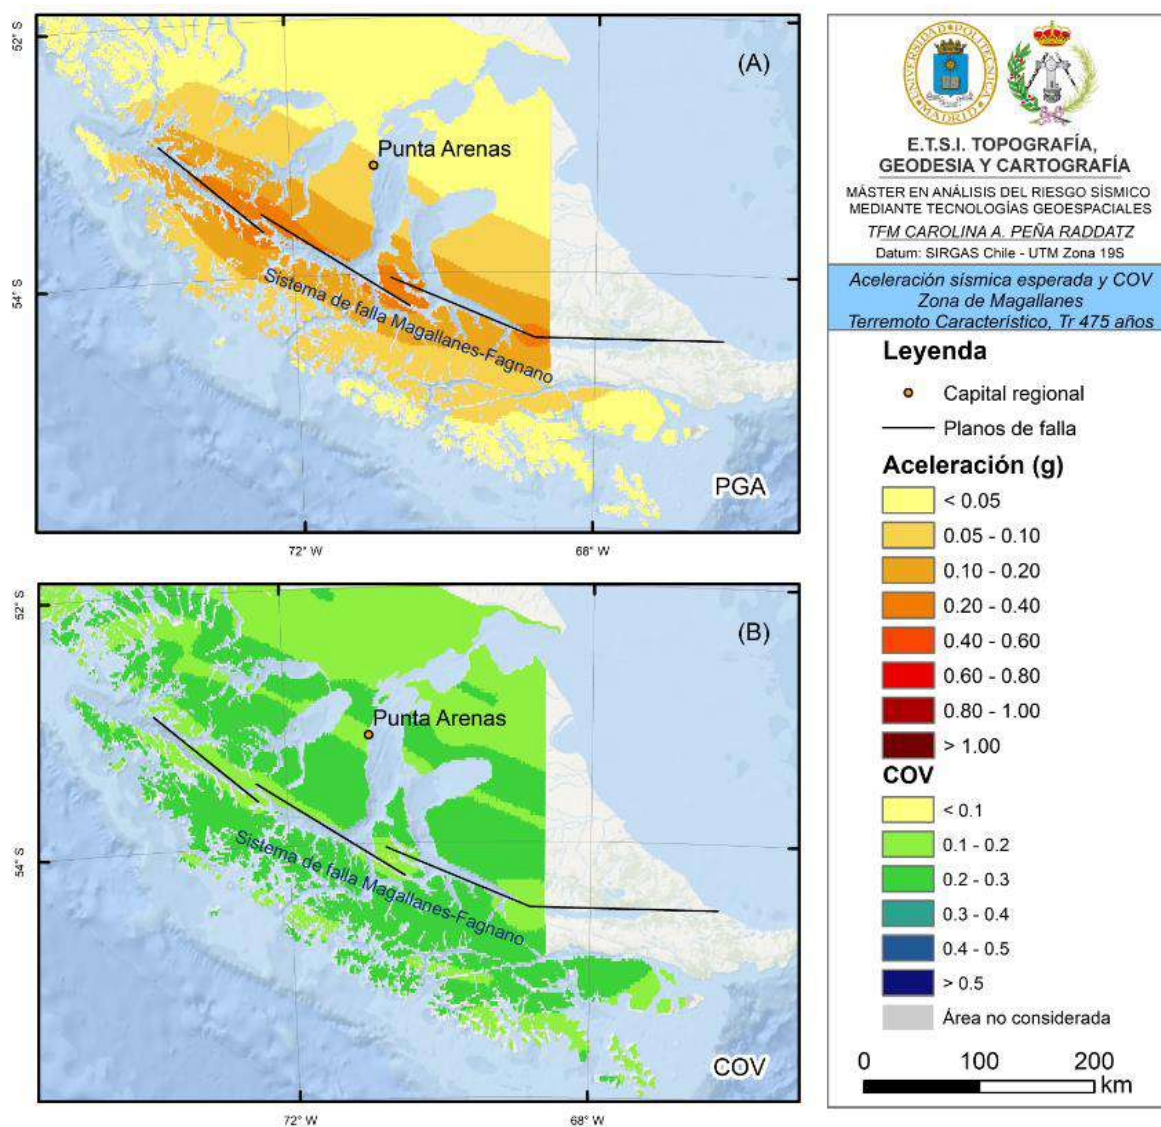 52° S
54° S
(A)
Punta Arenas
Sistema de falla Magallanes-Fagnano
PGA
72° W
68° W
52° S
54° S
(B)
Punta Arenas
Sistema de falla Magallanes-Fagnano
COV
72° W
68° W
UNIVERSIDAD POLITÉCNICA
MADRID
E.T.S.I. TOPOGRAFÍA,
GEODESIA Y CARTOGRAFÍA
MÁSTER EN ANÁLISIS DEL RIESGO SÍSMICO
MEDIANTE TECNOLOGÍAS GEOESPACIALES
TFM CAROLINA A. PEÑA RADDATZ
Datum: SIRGAS Chile - UTM Zona 19S
Aceleración sísmica esperada y COV
Zona de Magallanes
Terremoto Característico, Tr 475 años
Leyenda
Capital regional
Planos de falla
Aceleración (g)
< 0.05
0.05 - 0.10
0.10 - 0.20
0.20 - 0.40
0.40 - 0.60
0.60 - 0.80
0.80 - 1.00
> 1.00
COV
< 0.1
0.1 - 0.2
0.2 - 0.3
0.3 - 0.4
0.4 - 0.5
> 0.5
Área no considerada
0 100 200
km